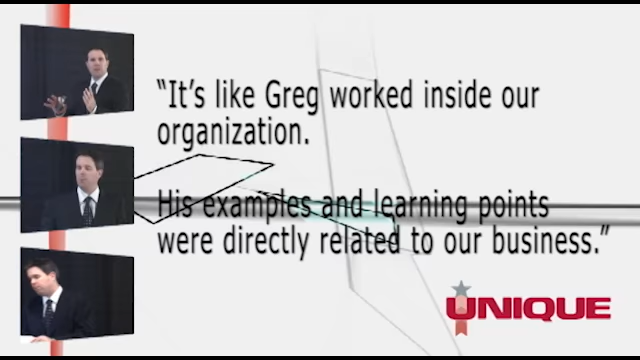 “It’s like Greg worked inside our
organization.
His examples and learning points
were directly related to our business.”
UNIQUE